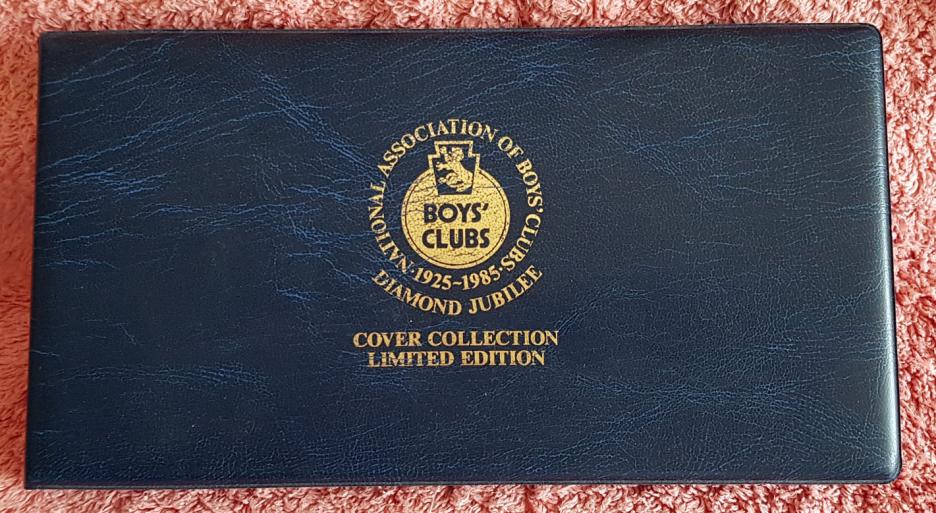 NATIONAL ASSOCIATION OF BOYS' CLUBS
BOYS'
CLUBS
·1925~1985·
DIAMOND JUBILEE
COVER COLLECTION
LIMITED EDITION